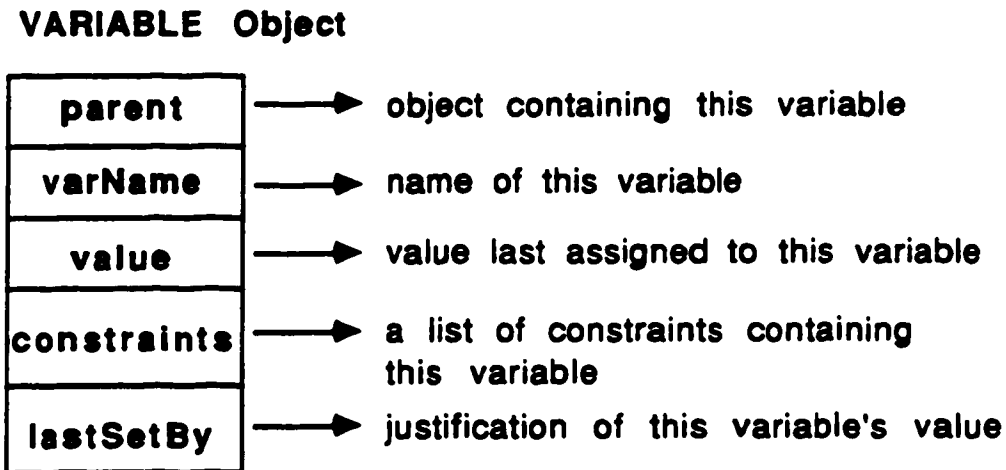 VARIABLE Object
parent object containing this variable
varName name of this variable
value value last assigned to this variable
constraints a list of constraints containing
this variable
lastSetBy justification of this variable's value